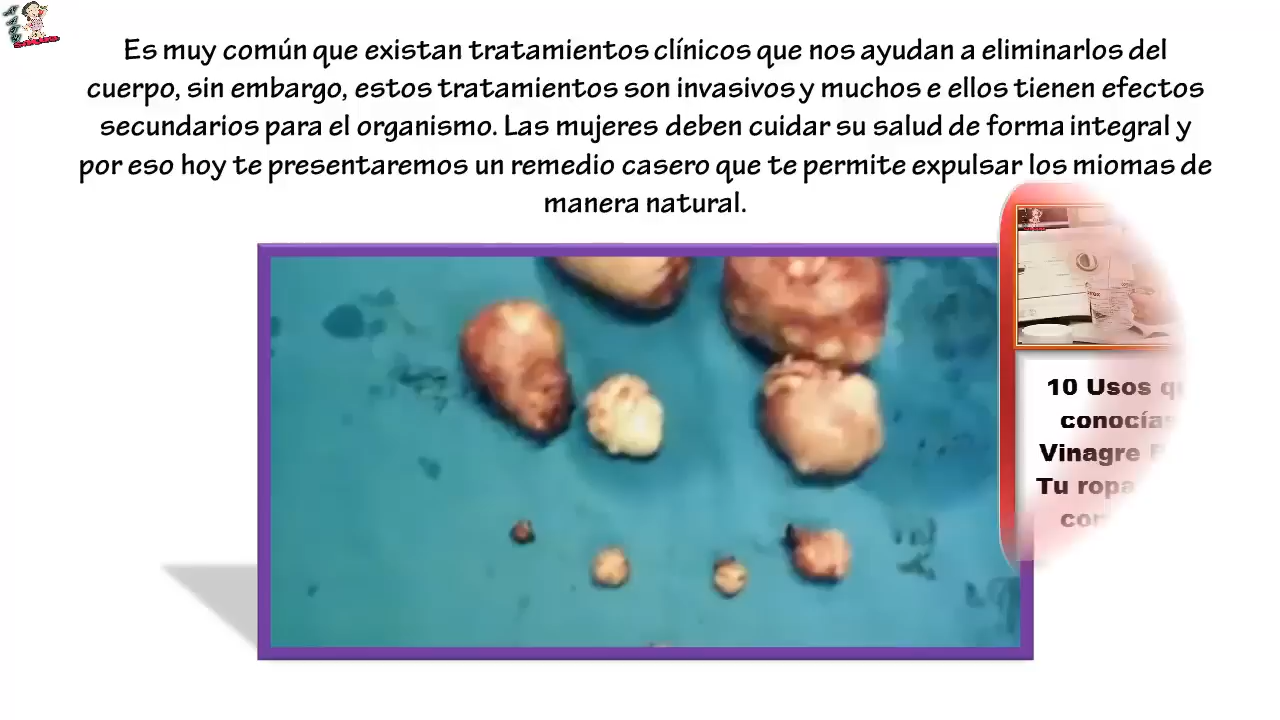 Es muy común que existan tratamientos clínicos que nos ayudan a eliminarlos del
cuerpo, sin embargo, estos tratamientos son invasivos y muchos e ellos tienen efectos
secundarios para el organismo. Las mujeres deben cuidar su salud de forma integral y
por eso hoy te presentaremos un remedio casero que te permite expulsar los miomas de
manera natural.
10 Usos
Vinagre
Tu ropa